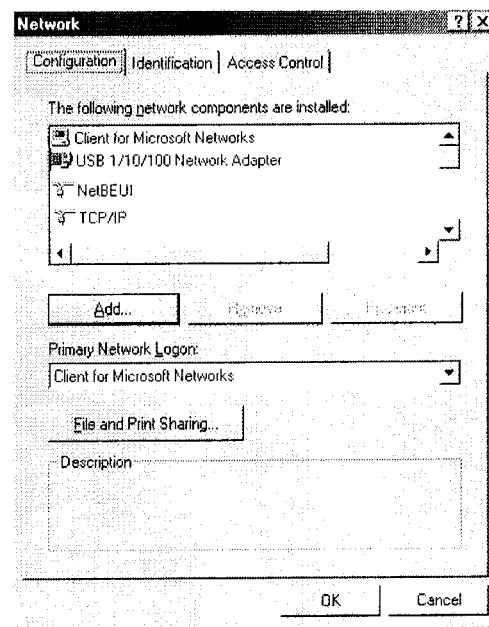 Network
Configuration Identification Access Control
The following network components are installed:
Client for Microsoft Networks
USB 1/10/100 Network Adapter
NetBEUI
TCP/IP
Add... Remove Properties
Primary Network Logon:
Client for Microsoft Networks
File and Print Sharing...
Description
OK Cancel